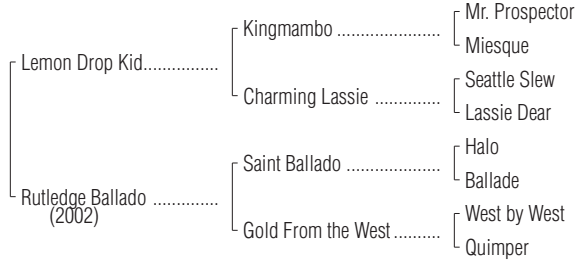 Mr. Prospector
Kingmambo ......................
Miesque
Lemon Drop Kid...............
Seattle Slew
Charming Lassie ..............
Lassie Dear
Halo
Saint Ballado ....................
Ballade
Rutledge Ballado ..............
(2002)
West by West
Gold From the West..........
Quimper